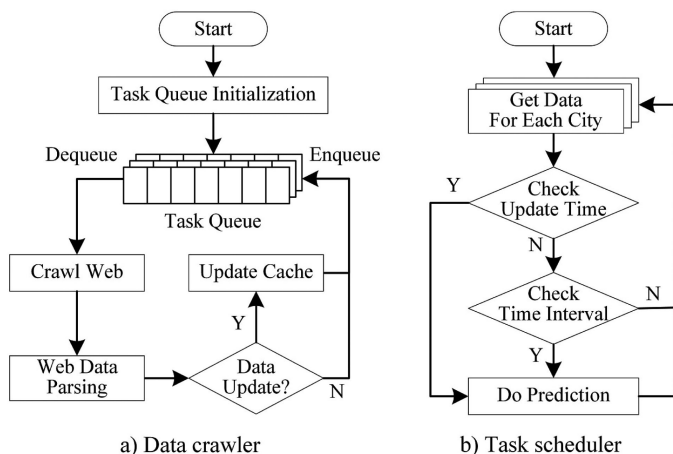 Start
Task Queue Initialization
Dequeue
Enqueue
Task Queue
Crawl Web
Update Cache
Y
Web Data
Parsing
Data
Update?
N
a) Data crawler
Start
Get Data
For Each City
Y
Check
Update Time
N
Check
Time Interval
N
Y
Do Prediction
b) Task scheduler